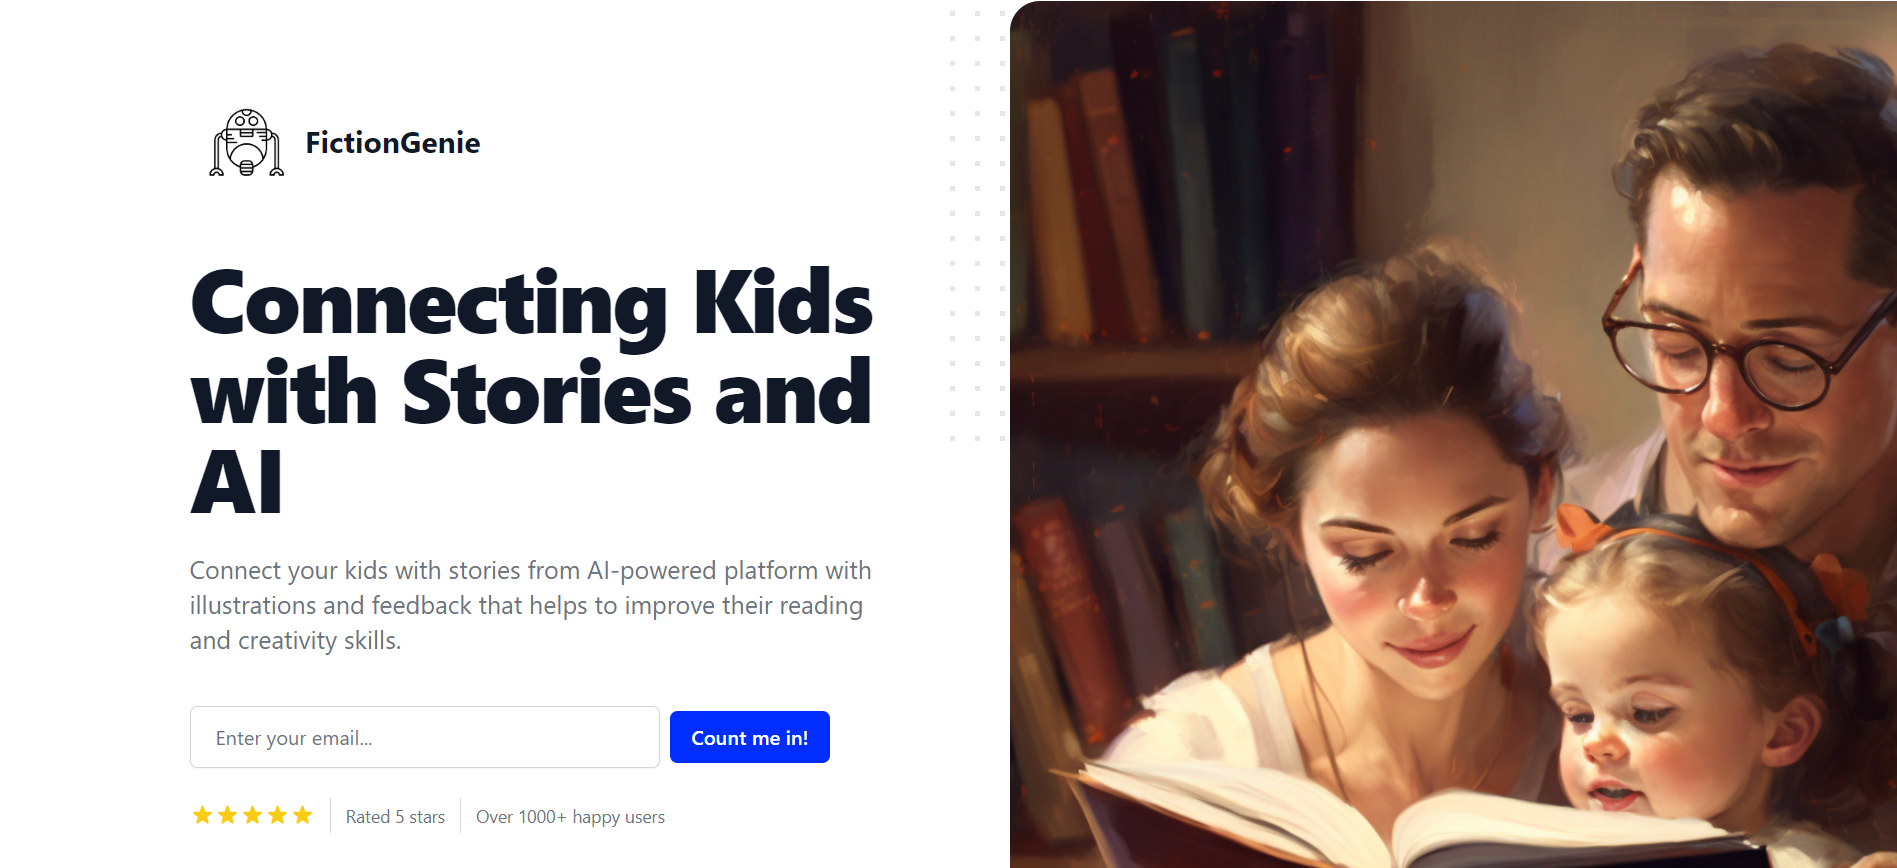 FictionGenie
Connecting Kids
with Stories and
AI
Connect your kids with stories from AI-powered platform with
illustrations and feedback that helps to improve their reading
and creativity skills.
Enter your email...
Count me in!
Rated 5 stars
Over 1000+ happy users